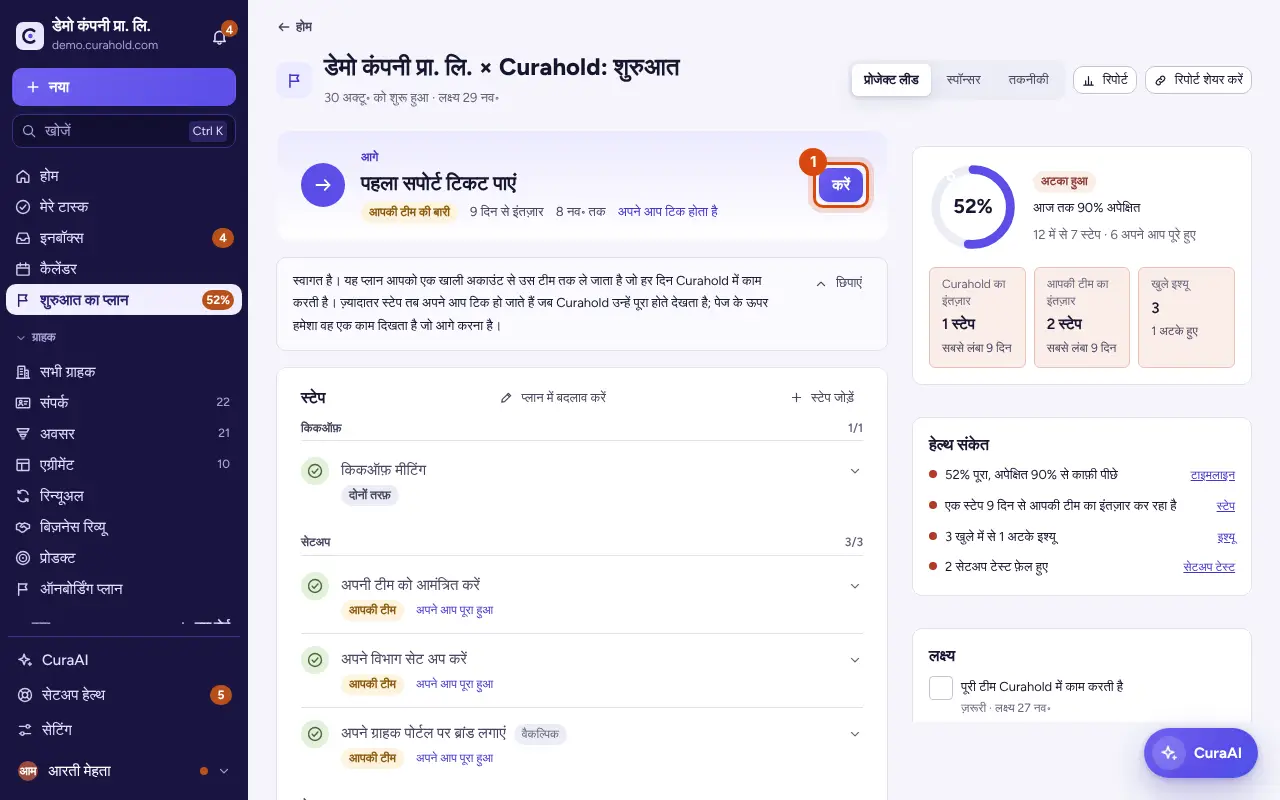 डेमो कंपनी प्रा. लि.
demo.curahold.com
4
+ नया
खोजें
Ctrl K
होम
मेरे टास्क
इनबॉक्स
4
कैलेंडर
शुरुआत का प्लान
52%
ग्राहक
सभी ग्राहक
संपर्क
22
अवसर
21
एग्रीमेंट
10
रिन्यूअल
बिज़नेस रिव्यू
प्रोडक्ट
ऑनबोर्डिंग प्लान
CuraAI
सेटअप हेल्थ
5
सेटिंग
आम
आरती मेहता
← होम
डेमो कंपनी प्रा. लि. × Curahold: शुरुआत
30 अक्टू॰ को शुरू हुआ · लक्ष्य 29 नव॰
प्रोजेक्ट लीड
स्पॉन्सर
तकनीकी
रिपोर्ट
रिपोर्ट शेयर करें
आगे
पहला सपोर्ट टिकट पाएं
आपकी टीम की बारी
9 दिन से इंतज़ार
8 नव॰ तक
अपने आप टिक होता है
1
करें
स्वागत है। यह प्लान आपको एक खाली अकाउंट से उस टीम तक ले जाता है जो हर दिन Curahold में काम
करती है। ज़्यादातर स्टेप तब अपने आप टिक हो जाते हैं जब Curahold उन्हें पूरा होते देखता है; पेज के ऊपर
हमेशा वह एक काम दिखता है जो आगे करना है।
छिपाएं
स्टेप
प्लान में बदलाव करें
+ स्टेप जोड़ें
किकऑफ़
1/1
किकऑफ़ मीटिंग
दोनों तरफ़
सेटअप
3/3
अपनी टीम को आमंत्रित करें
आपकी टीम
अपने आप पूरा हुआ
अपने विभाग सेट अप करें
आपकी टीम
अपने आप पूरा हुआ
अपने ग्राहक पोर्टल पर ब्रांड लगाएं
वैकल्पिक
आपकी टीम
अपने आप पूरा हुआ
52%
अटका हुआ
आज तक 90% अपेक्षित
12 में से 7 स्टेप · 6 अपने आप पूरे हुए
Curahold का
इंतज़ार
1 स्टेप
सबसे लंबा 9 दिन
आपकी टीम का
इंतज़ार
2 स्टेप
सबसे लंबा 9 दिन
खुले इश्यू
3
1 अटके हुए
हेल्थ संकेत
52% पूरा, अपेक्षित 90% से काफ़ी पीछे
टाइमलाइन
एक स्टेप 9 दिन से आपकी टीम का इंतज़ार कर रहा है
स्टेप
3 खुले में से 1 अटके इश्यू
इश्यू
2 सेटअप टेस्ट फ़ेल हुए
सेटअप टेस्ट
लक्ष्य
पूरी टीम Curahold में काम करती है
ज़रूरी · लक्ष्य 27 नव॰
CuraAI